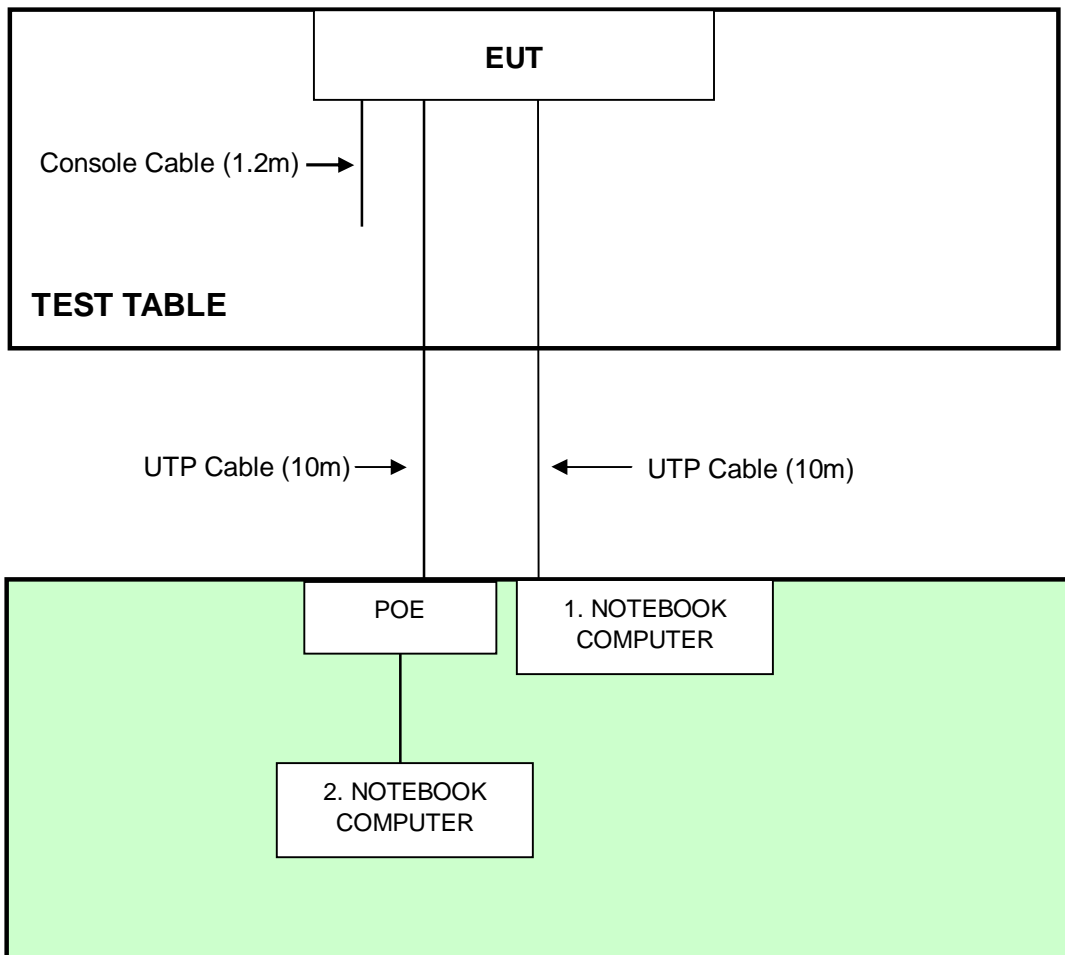 EUT
Console Cable (1.2m)
TEST TABLE
UTP Cable (10m)
UTP Cable (10m)
POE
1. NOTEBOOK
COMPUTER
2. NOTEBOOK
COMPUTER